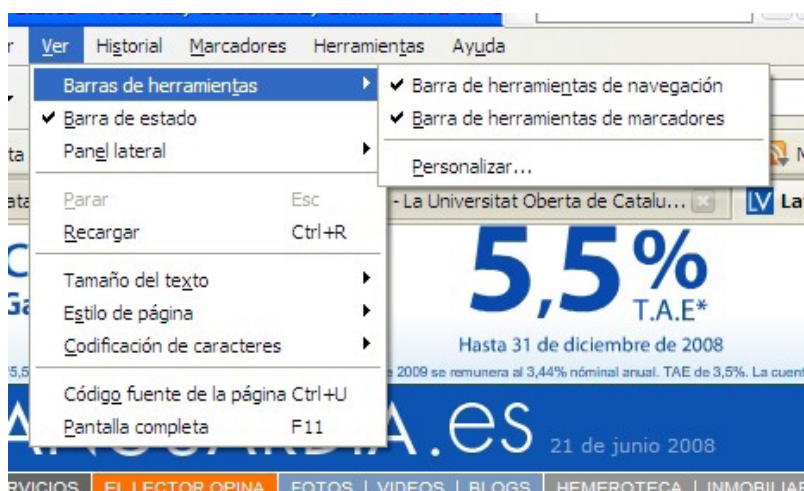 Ver Historial Marcadores Herramientas Ayuda
Barras de herramientas
Barra de herramientas de navegación
Barra de estado
Barra de herramientas de marcadores
Panel lateral
Personalizar...
Parar Esc
- La Universitat Oberta de Catalu...
LV La
Recargar Ctrl+R
5,5%
T.A.E*
Tamaño del texto
Estilo de página
Codificación de caracteres
Hasta 31 de diciembre de 2008
2009 se remunera al 3,44% nóminal anual. TAE de 3,5%. La cuen
Código fuente de la página Ctrl+U
Pantalla completa F11
.es
21 de junio 2008
EL LECTOR OPINA FOTOS | VIDEOS | BLOGS HEMEROTECA | INMOBILIAR